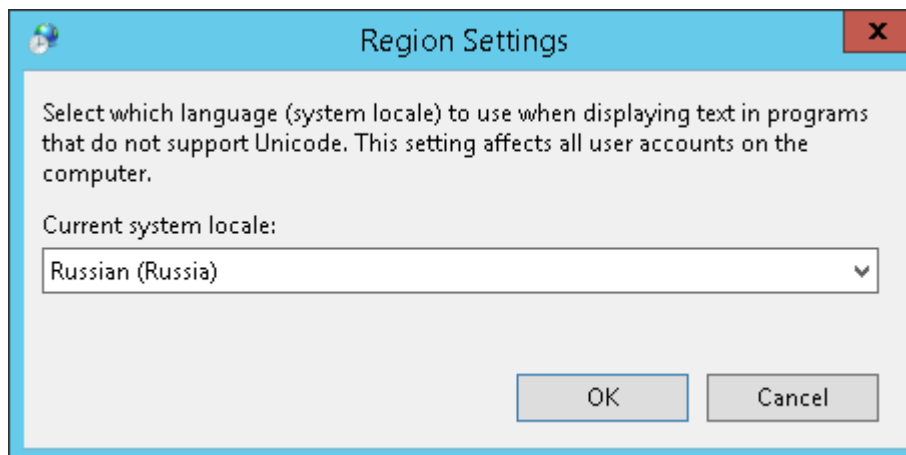 Region Settings
x
Select which language (system locale) to use when displaying text in programs
that do not support Unicode. This setting affects all user accounts on the
computer.
Current system locale:
Russian (Russia)
OK Cancel